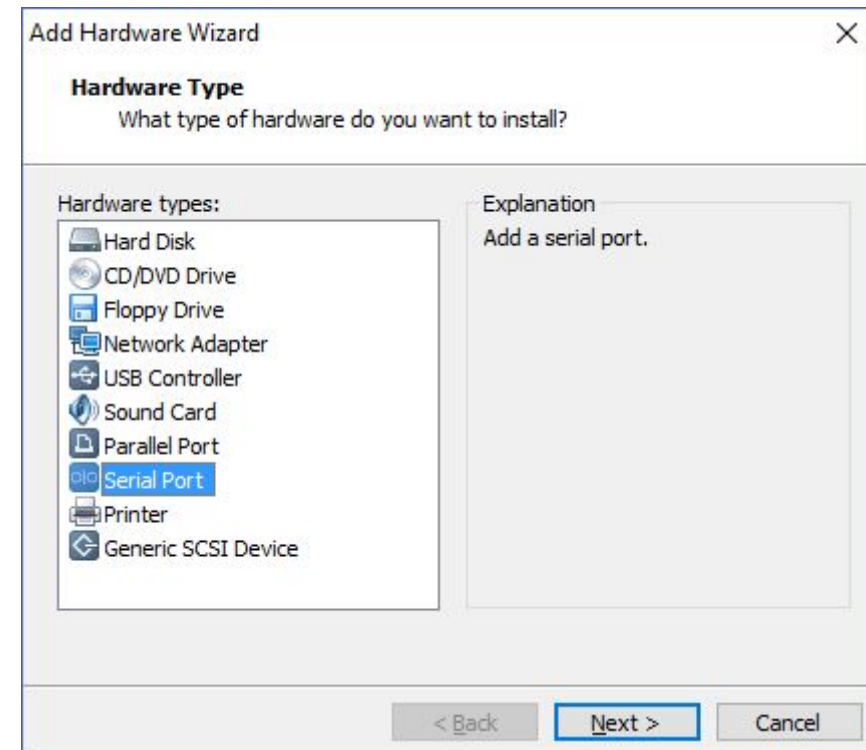 Add Hardware Wizard
Hardware Type
What type of hardware do you want to install?
Hardware types:
Hard Disk
CD/DVD Drive
Floppy Drive
Network Adapter
USB Controller
Sound Card
Parallel Port
Serial Port
Printer
Generic SCSI Device
Explanation
Add a serial port.
< Back
Next >
Cancel